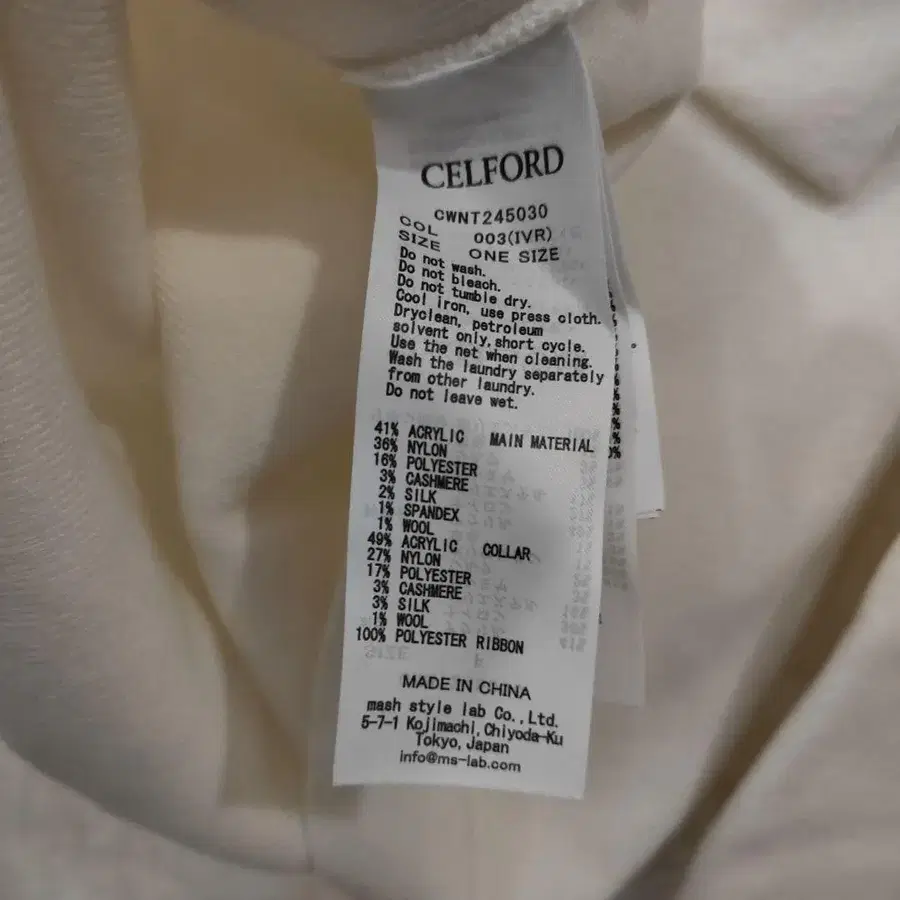 CELFORD
CWNT245030
COL 003(IVR)
SIZE ONE SIZE
Do not wash.
Do not bleach.
Do not tumble dry.
Cool iron, use press cloth.
Dryclean, petroleum
solvent only,short cycle.
Use the net when cleaning.
Wash the laundry separately
from other laundry.
Do not leave wet.
41% ACRYLIC MAIN MATERIAL
36% NYLON
16% POLYESTER
3% CASHMERE
2% SILK
1% SPANDEX
1% WOOL
49% ACRYLIC COLLAR
27% NYLON
17% POLYESTER
3% CASHMERE
3% SILK
1% WOOL
100% POLYESTER RIBBON
MADE IN CHINA
mash style lab Co.,Ltd.
5-7-1 Kojimachi,Chiyoda-Ku
Tokyo,Japan
info@ms-lab.com